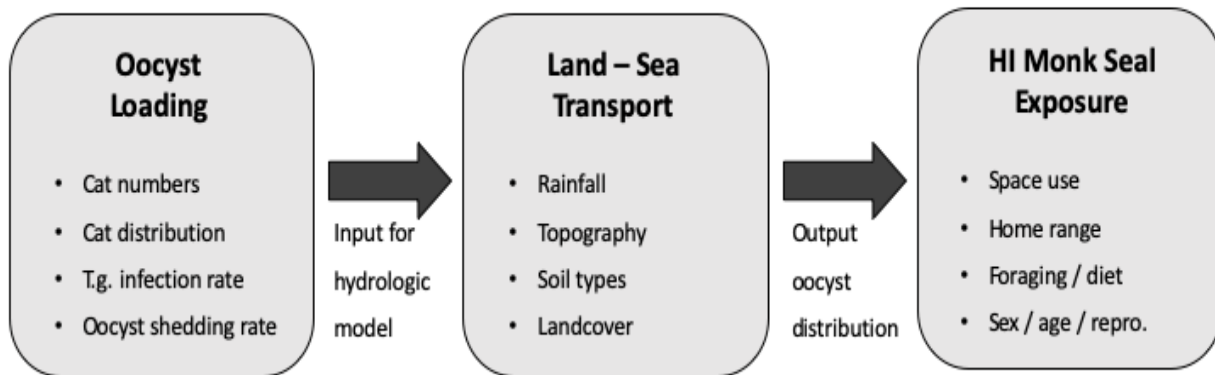 Oocyst
Loading
• Cat numbers
• Cat distribution
• T.g. infection rate
• Oocyst shedding rate
Input for
hydrologic
model
Land – Sea
Transport
• Rainfall
• Topography
• Soil types
• Landcover
Output
oocyst
distribution
HI Monk Seal
Exposure
• Space use
• Home range
• Foraging / diet
• Sex / age / repro.